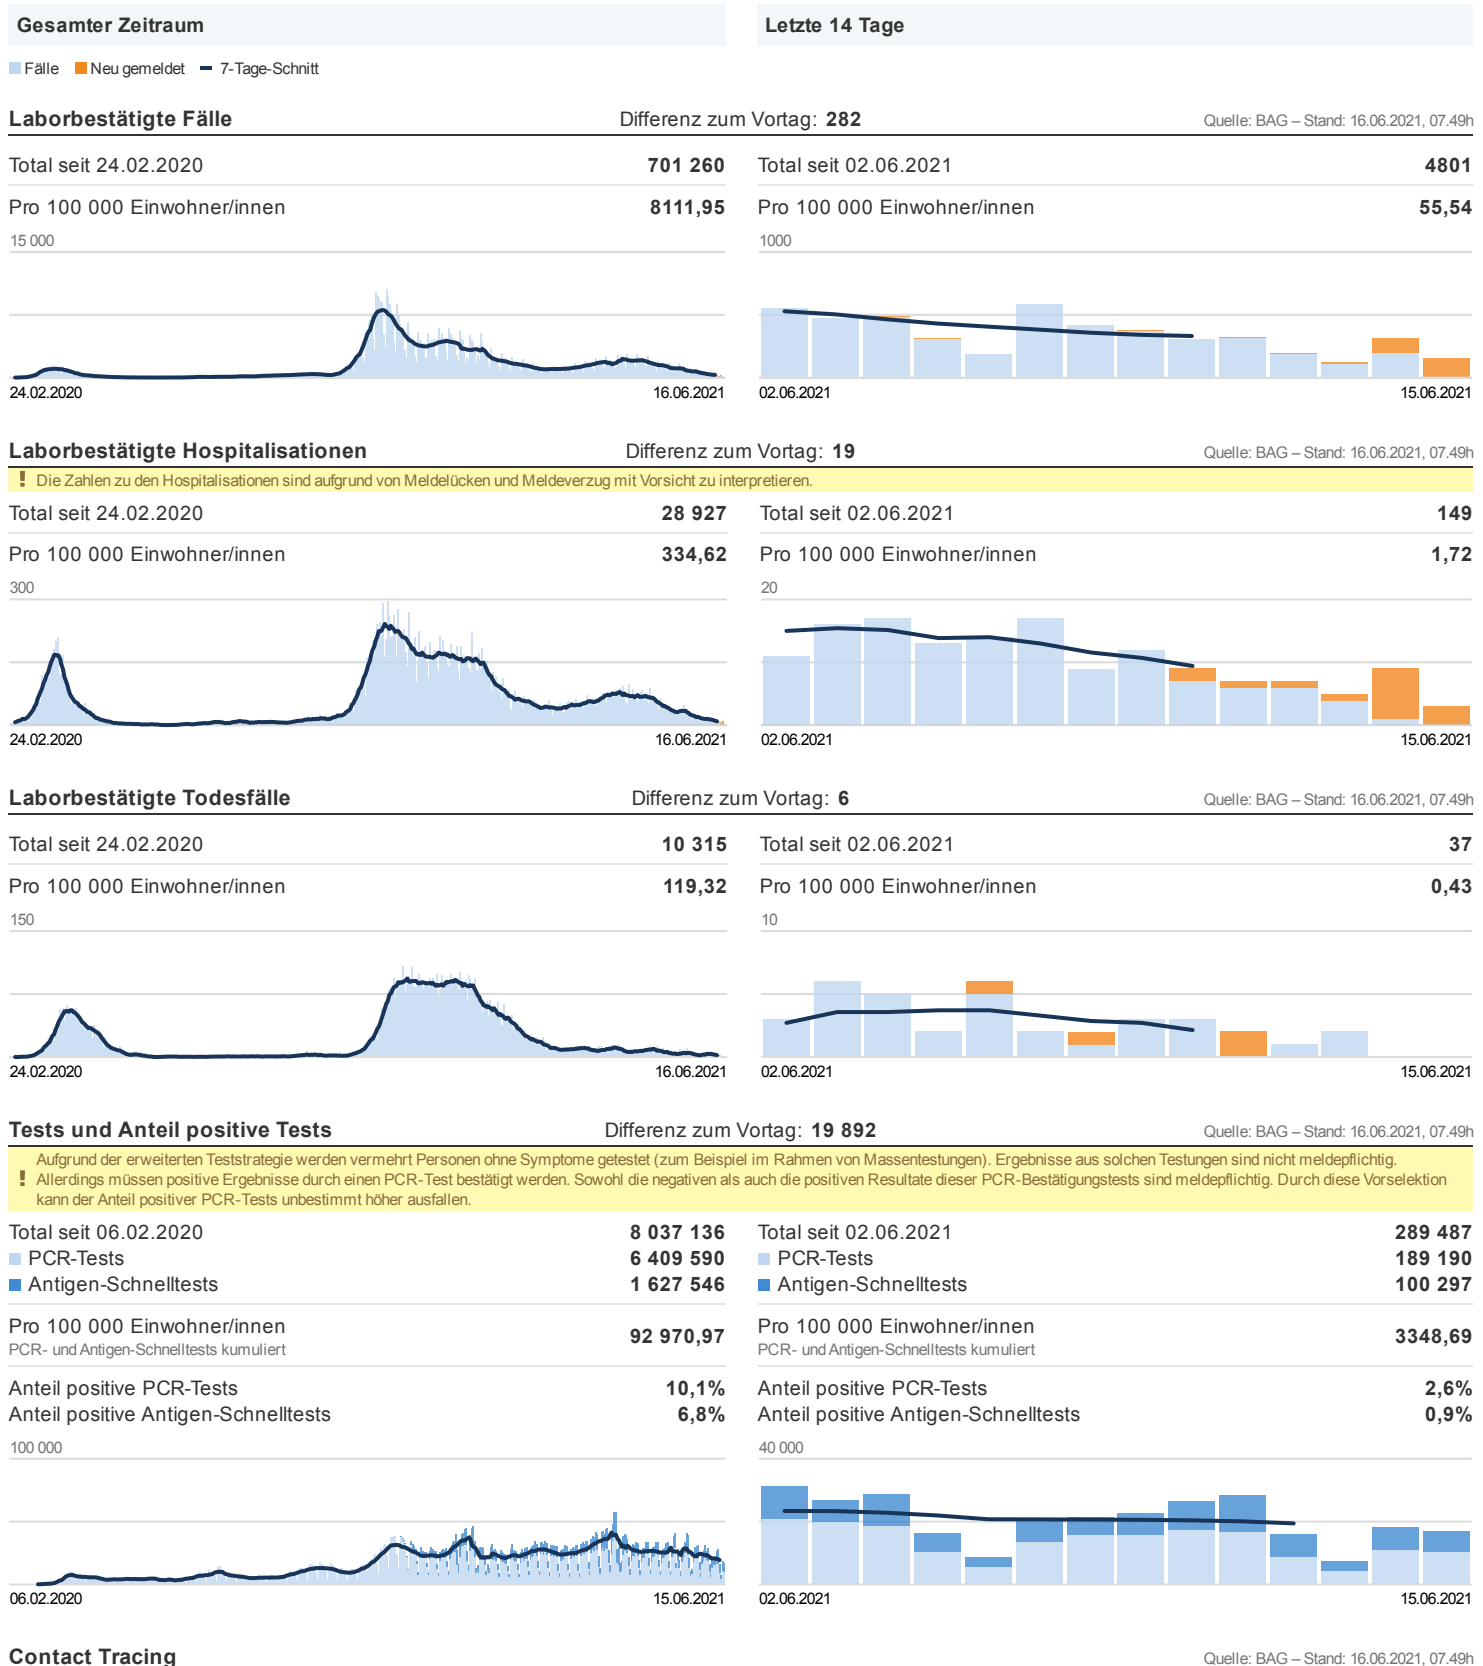 Gesamter Zeitraum
Letzte 14 Tage
Fälle Neu gemeldet 7-Tage-Schnitt
Laborbestätigte Fälle Differenz zum Vortag: 282 Quelle: BAG – Stand: 16.06.2021, 07.49h
Total seit 24.02.2020 701 260 Total seit 02.06.2021 4801
Pro 100 000 Einwohner/innen 8111,95 Pro 100 000 Einwohner/innen 55,54
15 000 1000
24.02.2020 16.06.2021 02.06.2021 15.06.2021
Laborbestätigte Hospitalisationen Differenz zum Vortag: 19 Quelle: BAG – Stand: 16.06.2021, 07.49h
! Die Zahlen zu den Hospitalisationen sind aufgrund von Meldelücken und Meldeverzug mit Vorsicht zu interpretieren.
Total seit 24.02.2020 28 927 Total seit 02.06.2021 149
Pro 100 000 Einwohner/innen 334,62 Pro 100 000 Einwohner/innen 1,72
300 20
24.02.2020 16.06.2021 02.06.2021 15.06.2021
Laborbestätigte Todesfälle Differenz zum Vortag: 6 Quelle: BAG – Stand: 16.06.2021, 07.49h
Total seit 24.02.2020 10 315 Total seit 02.06.2021 37
Pro 100 000 Einwohner/innen 119,32 Pro 100 000 Einwohner/innen 0,43
150 10
24.02.2020 16.06.2021 02.06.2021 15.06.2021
Tests und Anteil positive Tests Differenz zum Vortag: 19 892 Quelle: BAG – Stand: 16.06.2021, 07.49h
Aufgrund der erweiterten Teststrategie werden vermehrt Personen ohne Symptome getestet (zum Beispiel im Rahmen von Massentestungen). Ergebnisse aus solchen Testungen sind nicht meldepflichtig.
! Allerdings müssen positive Ergebnisse durch einen PCR-Test bestätigt werden. Sowohl die negativen als auch die positiven Resultate dieser PCR-Bestätigungstests sind meldepflichtig. Durch diese Vorselektion
kann der Anteil positiver PCR-Tests unbestimmt höher ausfallen.
Total seit 06.02.2020 8 037 136 Total seit 02.06.2021 289 487
PCR-Tests 6 409 590 PCR-Tests 189 190
Antigen-Schnelltests 1 627 546 Antigen-Schnelltests 100 297
Pro 100 000 Einwohner/innen 92 970,97 Pro 100 000 Einwohner/innen 3348,69
PCR- und Antigen-Schnelltests kumuliert PCR- und Antigen-Schnelltests kumuliert
Anteil positive PCR-Tests 10,1% Anteil positive PCR-Tests 2,6%
Anteil positive Antigen-Schnelltests 6,8% Anteil positive Antigen-Schnelltests 0,9%
100 000 40 000
06.02.2020 15.06.2021 02.06.2021 15.06.2021
Contact Tracing Quelle: BAG – Stand: 16.06.2021, 07.49h